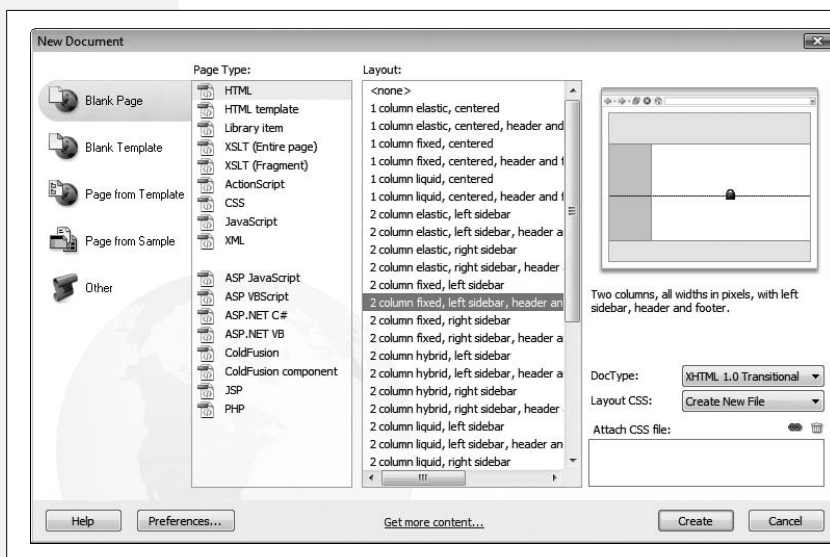 New Document
Blank Page
Blank Template
Page from Template
Page from Sample
Other
Page Type:
HTML
HTML template
Library item
XSLT (Entire page)
XSLT (Fragment)
ActionScript
CSS
JavaScript
XML
ASP JavaScript
ASP VBScript
ASP.NET C#
ASP.NET VB
ColdFusion
ColdFusion component
JSP
PHP
Layout:
<none>
1 column elastic, centered
1 column elastic, centered, header and
1 column fixed, centered
1 column fixed, centered, header and f
1 column liquid, centered
1 column liquid, centered, header and f
2 column elastic, left sidebar
2 column elastic, left sidebar, header a
2 column elastic, right sidebar
2 column elastic, right sidebar, header
2 column fixed, left sidebar
2 column fixed, left sidebar, header an
2 column fixed, right sidebar
2 column fixed, right sidebar, header a
2 column hybrid, left sidebar
2 column hybrid, left sidebar, header a
2 column hybrid, right sidebar
2 column hybrid, right sidebar, header
2 column liquid, left sidebar
2 column liquid, left sidebar, header an
2 column liquid, right sidebar
Two columns, all widths in pixels, with left
sidebar, header and footer.
DocType:
XHTML 1.0 Transitional
Layout CSS:
Create New File
Attach CSS file:
Help
Preferences...
Get more content...
Create
Cancel